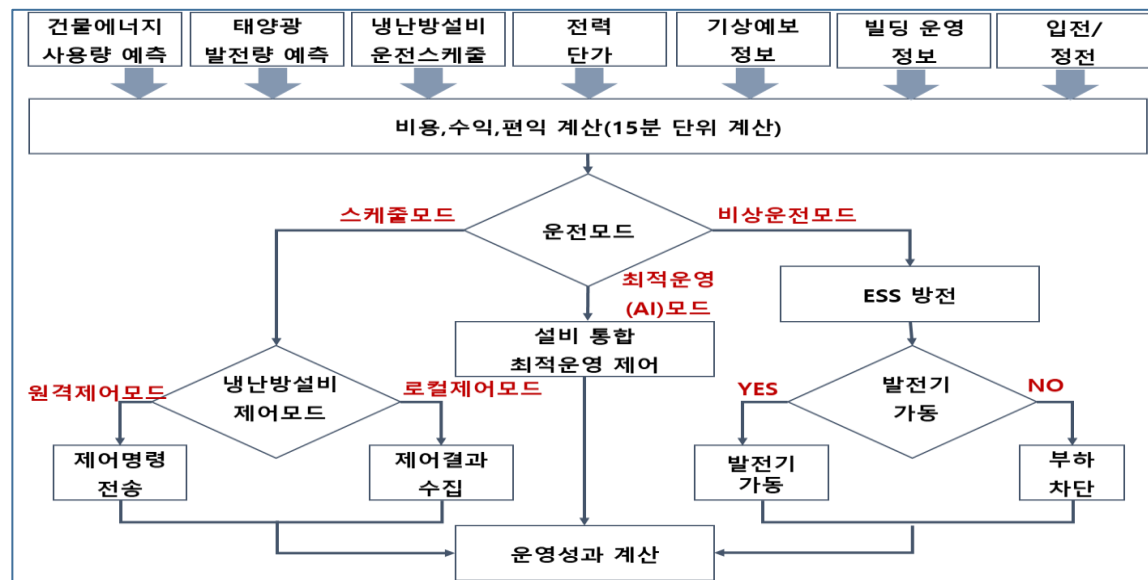 건물에너지
사용량 예측
태양광
발전량 예측
냉난방설비
운전스케줄
전력
단가
기상예보
정보
빌딩 운영
정보
입전/
정전
비용,수익,편익 계산(15분 단위 계산)
스케줄모드
운전모드
비상운전모드
최적운영
(AI)모드
ESS 방전
설비 통합
최적운영 제어
원격제어모드
냉난방설비
제어모드
로컬제어모드
YES
발전기
가동
NO
제어명령
전송
제어결과
수집
발전기
가동
부하
차단
운영성과 계산